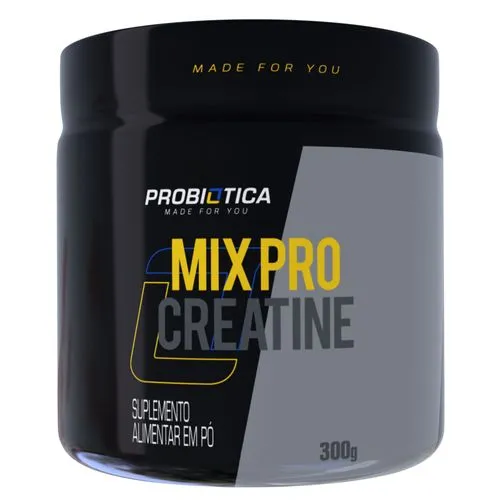 MADE FOR YOU
PROBIOTICA
MADE FOR YOU
MIX PRO
CREATINE
SUPLEMENTO
ALIMENTAR EM PÓ
300g